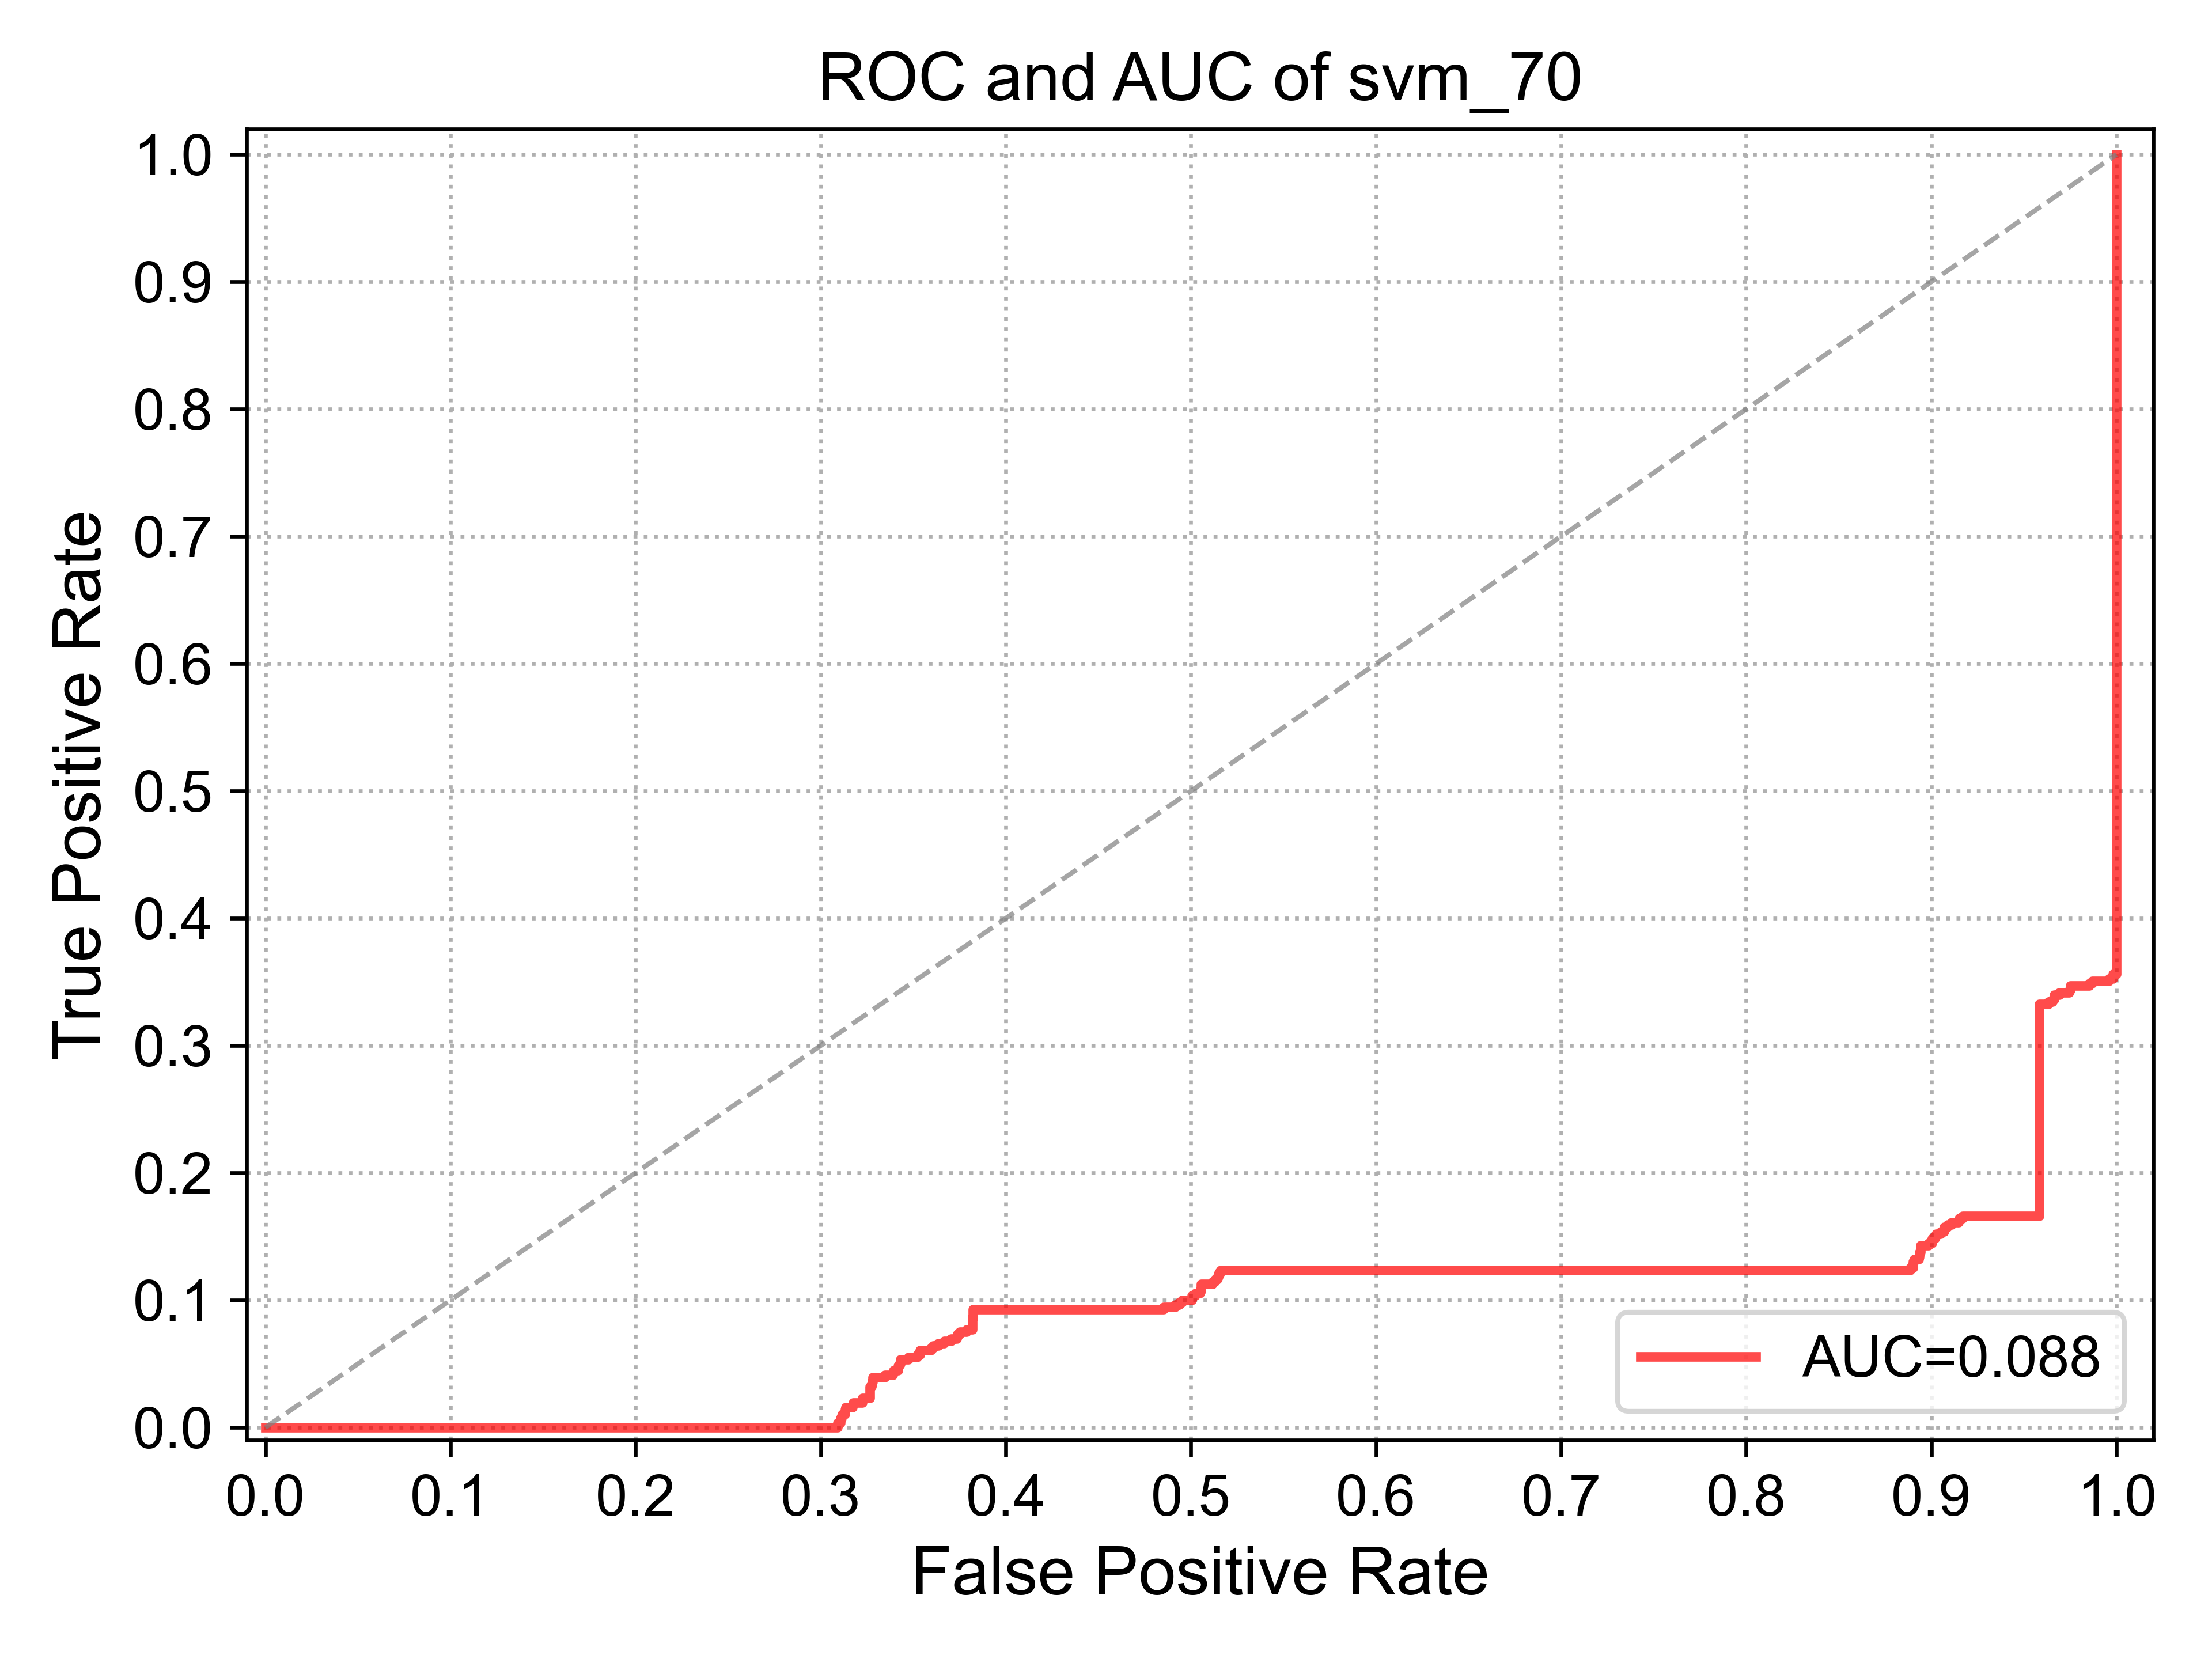 ROC and AUC of svm_70
1.0
0.9
0.8
0.7
0.6
0.5
0.4
0.3
0.2
0.1
0.0
True Positive Rate
AUC=0.088
0.0 0.1 0.2 0.3 0.4 0.5 0.6 0.7 0.8 0.9 1.0
False Positive Rate